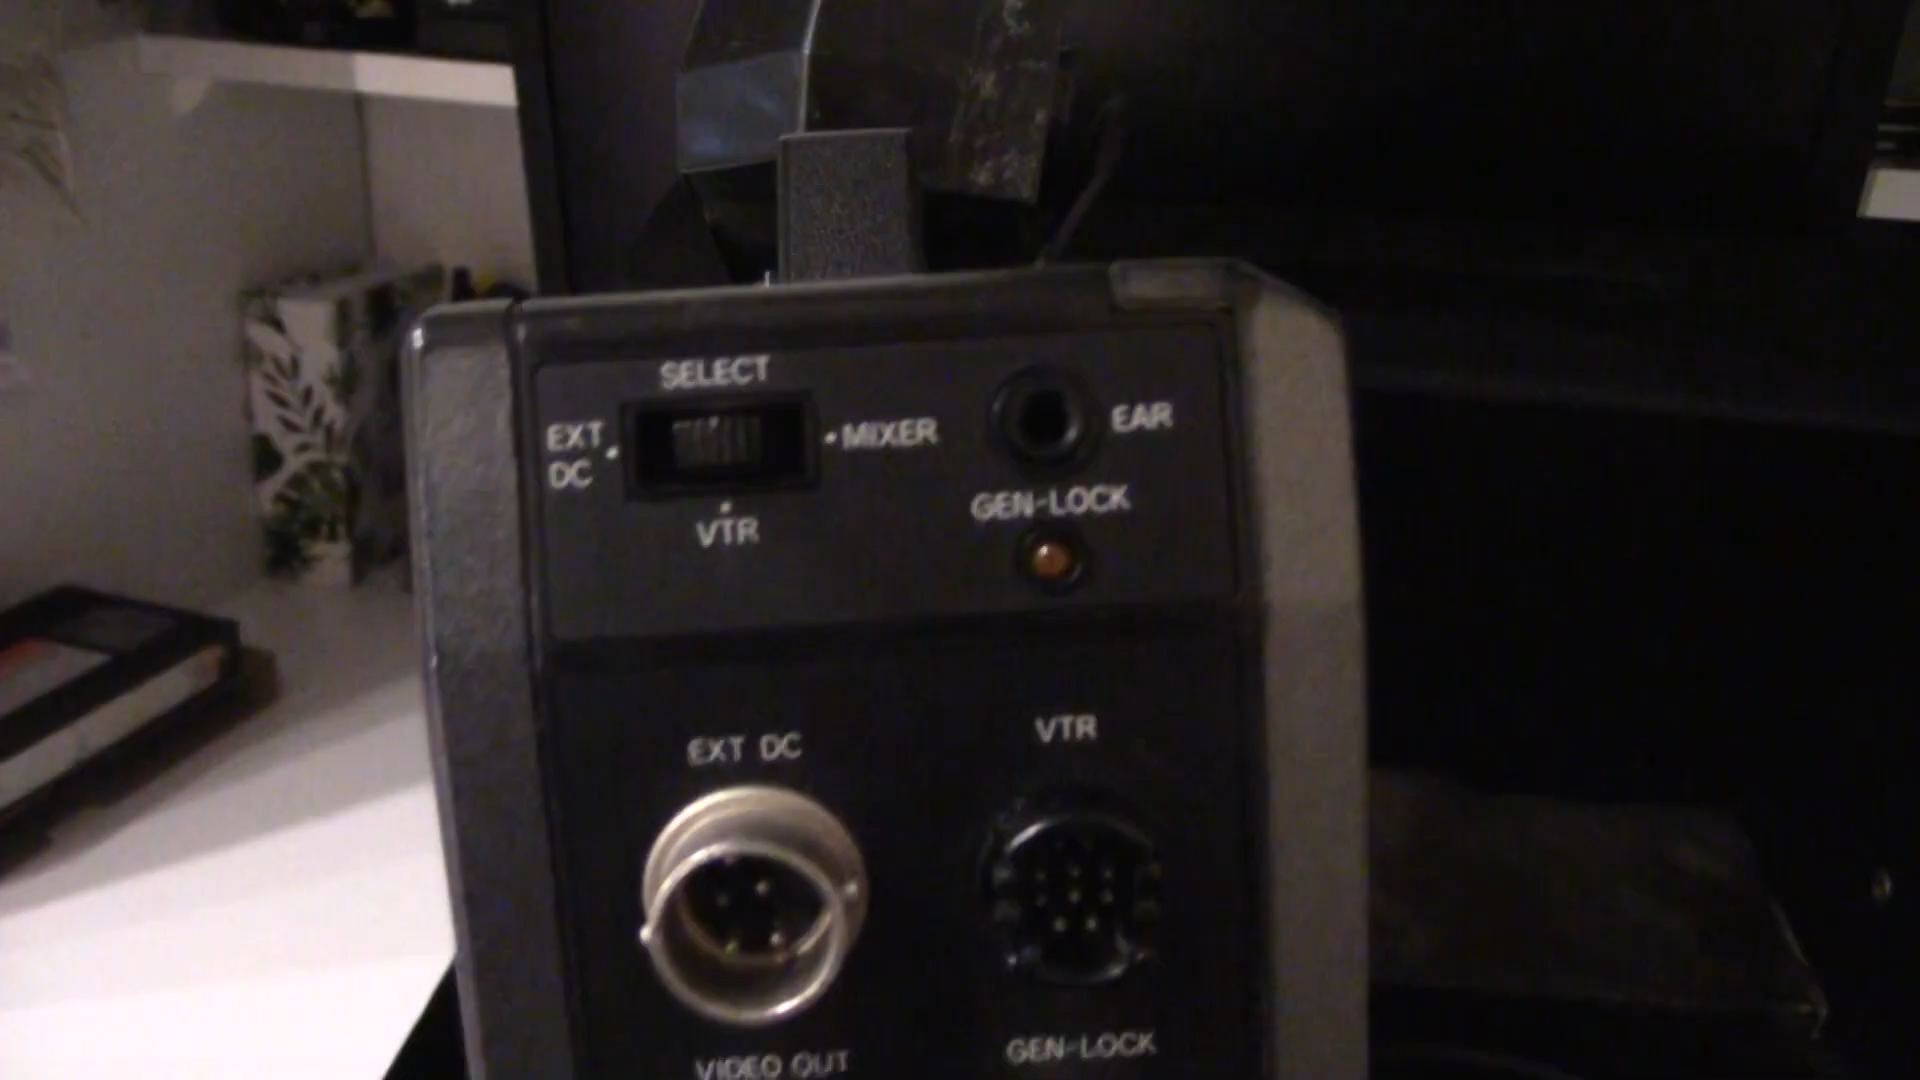 SELECT
EXT
DC
MIXER
EAR
VTR
GEN-LOCK
EXT DC
VTR
VIDEO OUT
GEN-LOCK